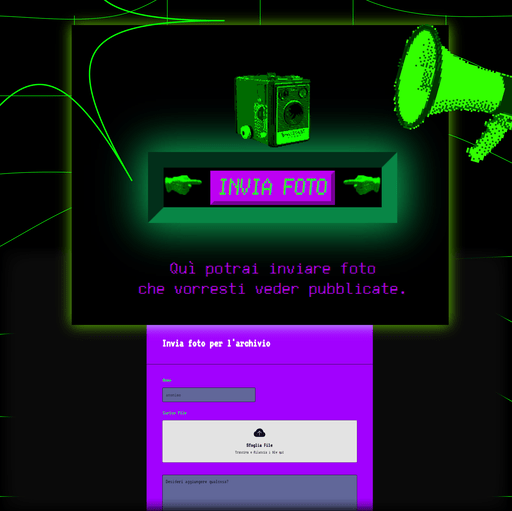 INVIA FOTO
Quì potrai inviare foto
che vorresti veder pubblicate.
Invia foto per l'archivio
Nome
Carica File
Sfoglia File
Trascina e Rilascia i file qui
Desideri aggiungere qualcosa?